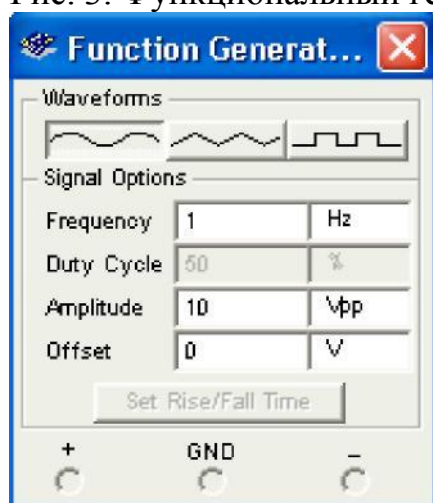 Function Generat...
Waveforms
Signal Options
Frequency 1 Hz
Duty Cycle 50 %
Amplitude 10 Vpp
Offset 0 V
Set Rise/Fall Time
+ GND −